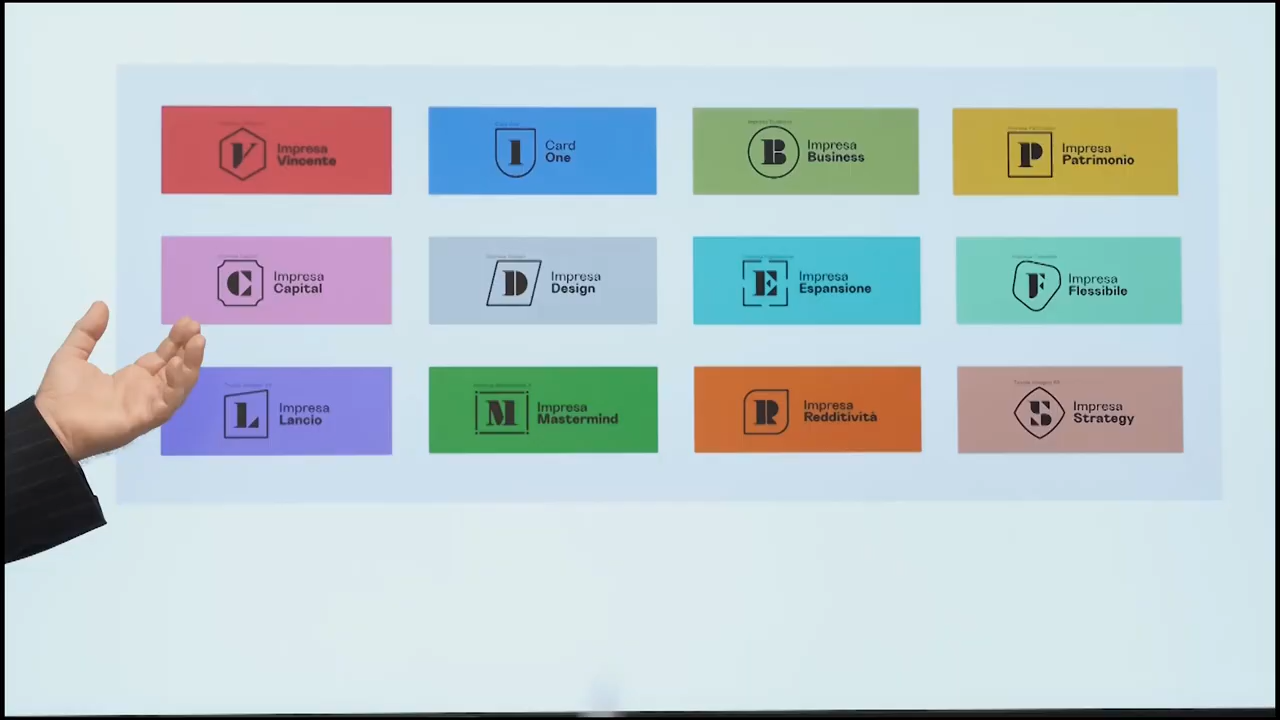 V
Impresa
Vincente
I
Card
One
B
Impresa
Business
P
Impresa
Patrimonio
C
Impresa
Capital
D
Impresa
Design
E
Impresa
Espansione
F
Impresa
Flessibile
L
Impresa
Lancio
M
Impresa
Mastermind
R
Impresa
Redditività
S
Impresa
Strategy